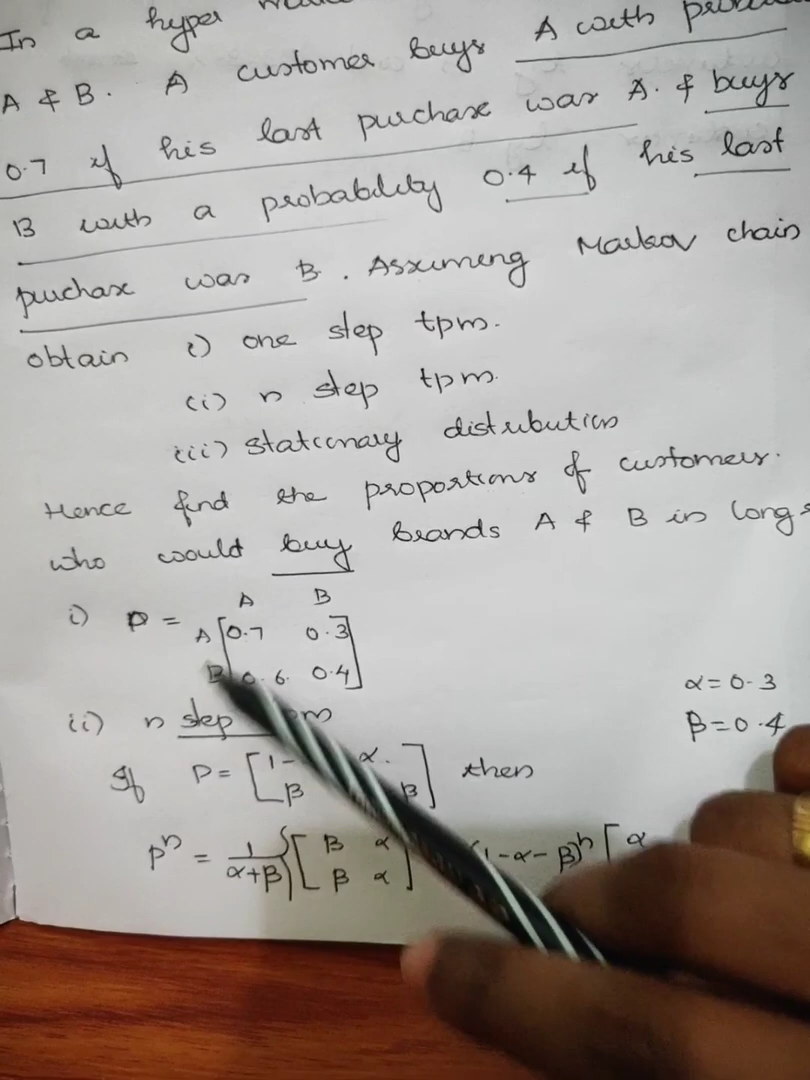 In a hyper
A & B. A customer buys A with
0.7 if his last purchase was A. & buys
B with a probability 0.4 if his last
purchase was B. Assuming Markov chain
obtain i) one step tpm.
(i) n step tpm.
iii) stationary distribution
Hence find the proportions of customers.
who would buy brands A & B in long
i) P = A B
A [0.7 0.3]
B [0.6. 0.4]
α = 0.3
(i) n step
β = 0.4
If P = [1- α.
β β] then
Pⁿ = 1/(α+β) { [β α
β α] (1-α-β)ⁿ [α